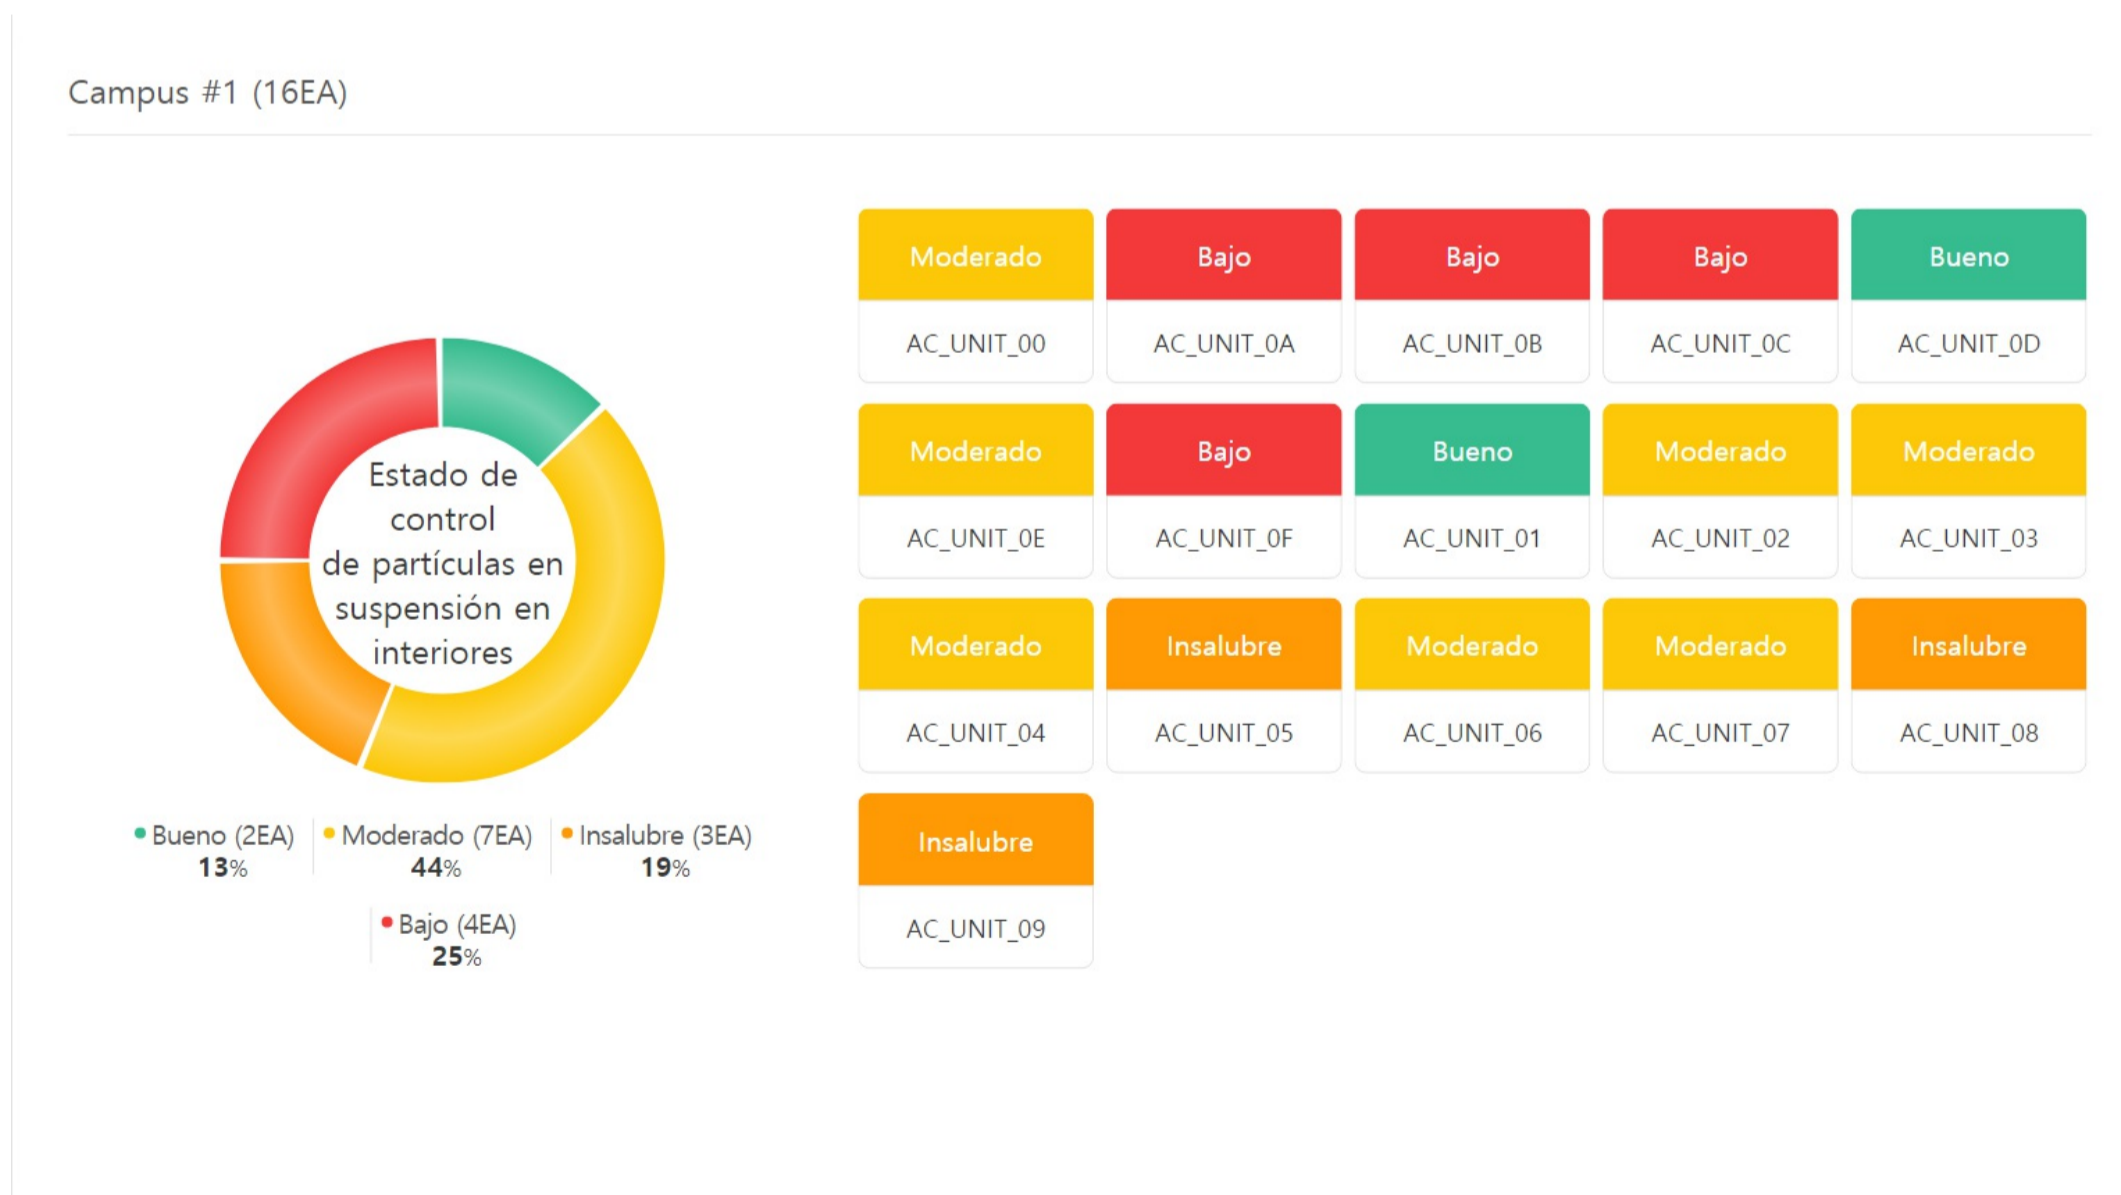 Campus #1 (16EA)
Estado de
control
de partículas en
suspensión en
interiores
Bueno (2EA)
13%
Moderado (7EA)
44%
Insalubre (3EA)
19%
Bajo (4EA)
25%
Moderado
AC_UNIT_00
Bajo
AC_UNIT_0A
Bajo
AC_UNIT_0B
Bajo
AC_UNIT_0C
Bueno
AC_UNIT_0D
Moderado
AC_UNIT_0E
Bajo
AC_UNIT_0F
Bueno
AC_UNIT_01
Moderado
AC_UNIT_02
Moderado
AC_UNIT_03
Moderado
AC_UNIT_04
Insalubre
AC_UNIT_05
Moderado
AC_UNIT_06
Moderado
AC_UNIT_07
Insalubre
AC_UNIT_08
Insalubre
AC_UNIT_09